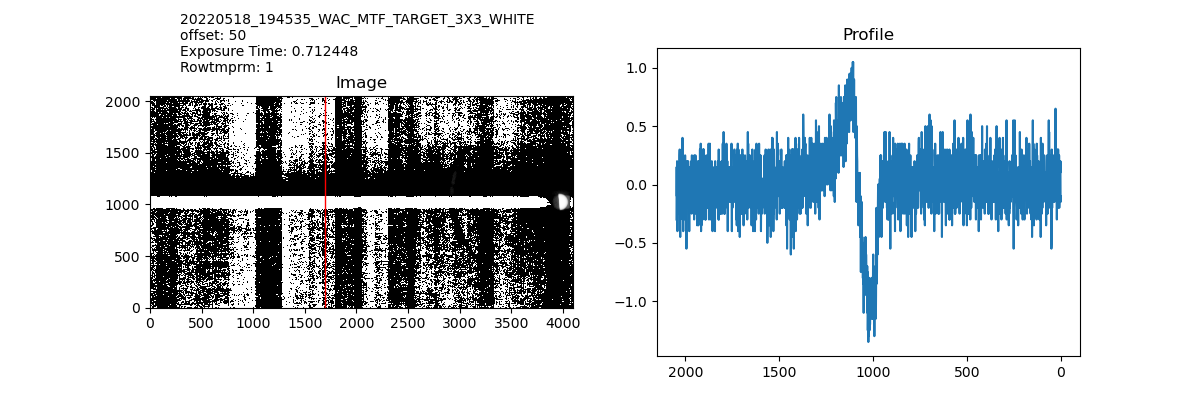 20220518_194535_WAC_MTF_TARGET_3X3_WHITE
offset: 50
Exposure Time: 0.712448
Rowtmprm: 1
Image
2000
1500
1000
500
0
0 500 1000 1500 2000 2500 3000 3500 4000
Profile
1.0
0.5
0.0
−0.5
−1.0
2000 1500 1000 500 0